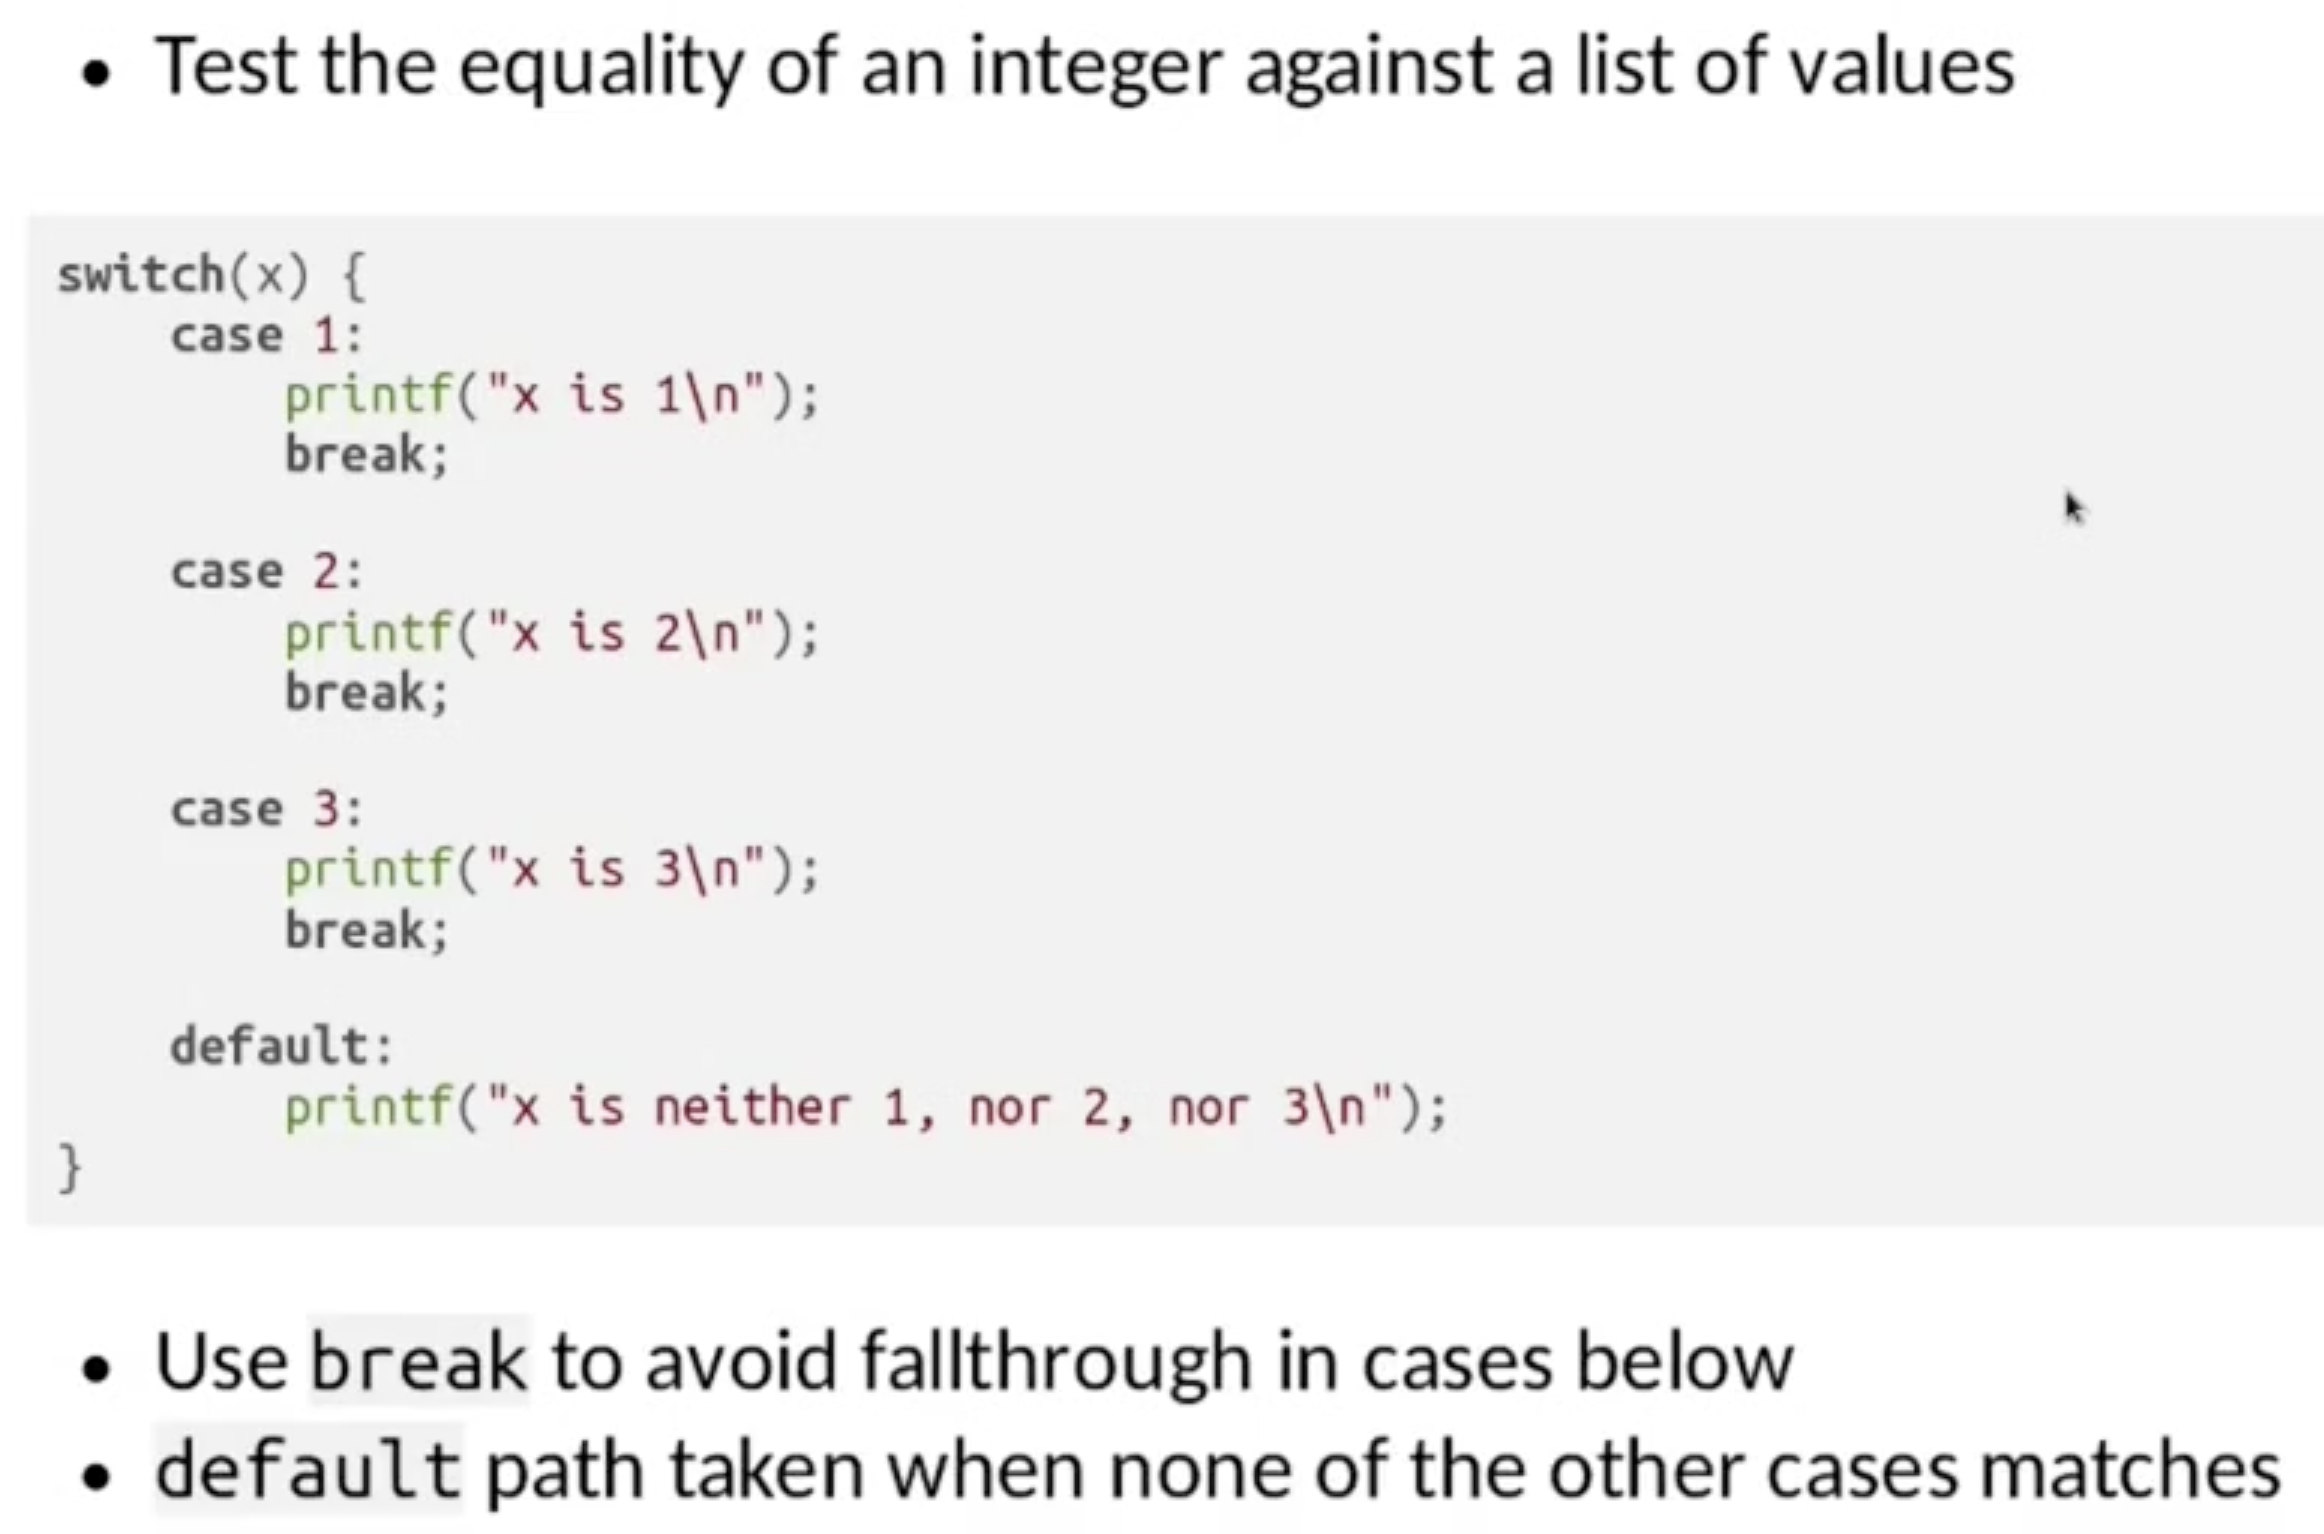 • Test the equality of an integer against a list of values
switch(x) {
    case 1:
        printf("x is 1\n");
        break;
    case 2:
        printf("x is 2\n");
        break;
    case 3:
        printf("x is 3\n");
        break;
    default:
        printf("x is neither 1, nor 2, nor 3\n");
}
• Use break to avoid fallthrough in cases below
• default path taken when none of the other cases matches